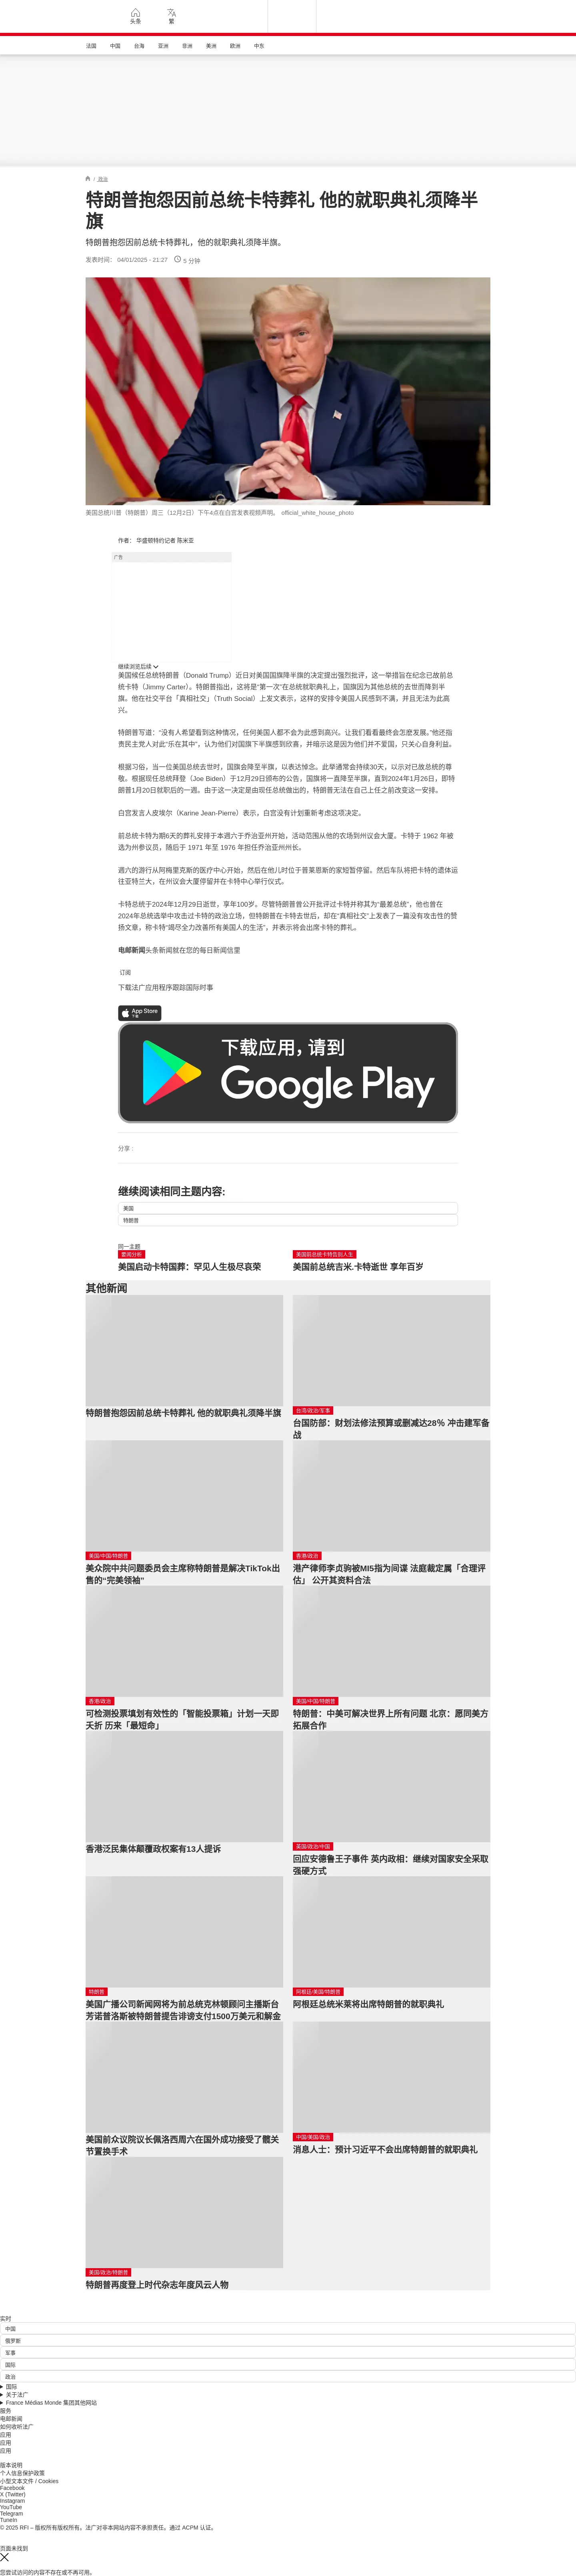 头条
繁
法国
中国
台海
亚洲
非洲
美洲
欧洲
中东
/ 政治
特朗普抱怨因前总统卡特葬礼 他的就职典礼须降半
旗
特朗普抱怨因前总统卡特葬礼，他的就职典礼须降半旗。
发表时间： 04/01/2025 - 21:27
5 分钟
美国总统川普（特朗普）周三（12月2日）下午4点在白宫发表视频声明。 official_white_house_photo
作者： 华盛顿特约记者 陈米亚
广告
继续浏览后续
美国候任总统特朗普（Donald Trump）近日对美国国旗降半旗的决定提出强烈批评，这一举措旨在纪念已故前总
统卡特（Jimmy Carter）。特朗普指出，这将是“第一次”在总统就职典礼上，国旗因为其他总统的去世而降到半
旗。他在社交平台「真相社交」（Truth Social）上发文表示，这样的安排令美国人民感到不满，并且无法为此高
兴。
特朗普写道：“没有人希望看到这种情况，任何美国人都不会为此感到高兴。让我们看看最终会怎麽发展。”他还指
责民主党人对此“乐在其中”，认为他们对国旗下半旗感到欣喜，并暗示这是因为他们并不爱国，只关心自身利益。
根据习俗，当一位美国总统去世时，国旗会降至半旗，以表达悼念。此举通常会持续30天，以示对已故总统的尊
敬。根据现任总统拜登（Joe Biden）于12月29日颁布的公告，国旗将一直降至半旗，直到2024年1月26日，即特
朗普1月20日就职后的一週。由于这一决定是由现任总统做出的，特朗普无法在自己上任之前改变这一安排。
白宫发言人皮埃尔（Karine Jean-Pierre）表示，白宫没有计划重新考虑这项决定。
前总统卡特为期6天的葬礼安排于本週六于乔治亚州开始，活动范围从他的农场到州议会大厦。卡特于 1962 年被
选为州参议员，随后于 1971 年至 1976 年担任乔治亚州州长。
週六的游行从阿梅里克斯的医疗中心开始，然后在他儿时位于普莱恩斯的家短暂停留。然后车队将把卡特的遗体运
往亚特兰大，在州议会大厦停留并在卡特中心举行仪式。
卡特总统于2024年12月29日逝世，享年100岁。尽管特朗普曾公开批评过卡特并称其为“最差总统”，他也曾在
2024年总统选举中攻击过卡特的政治立场，但特朗普在卡特去世后，却在“真相社交”上发表了一篇没有攻击性的赞
扬文章，称卡特“竭尽全力改善所有美国人的生活”，并表示将会出席卡特的葬礼。
电邮新闻头条新闻就在您的每日新闻信里
订阅
下载法广应用程序跟踪国际时事
App Store
下载
下载应用，请到
Google Play
分享 :
继续阅读相同主题内容:
美国
特朗普
同一主题
要闻分析
美国启动卡特国葬：罕见人生极尽哀荣
美国前总统卡特告别人生
美国前总统吉米.卡特逝世 享年百岁
其他新闻
特朗普抱怨因前总统卡特葬礼 他的就职典礼须降半旗
台湾/政治/军事
台国防部：财划法修法预算或删减达28% 冲击建军备
战
美国/中国/特朗普
美众院中共问题委员会主席称特朗普是解决TikTok出
售的“完美领袖”
香港/政治
港产律师李贞驹被MI5指为间谍 法庭裁定属「合理评
估」 公开其资料合法
香港/政治
可检测投票填划有效性的「智能投票箱」计划一天即
夭折 历来「最短命」
美国/中国/特朗普
特朗普：中美可解决世界上所有问题 北京：愿同美方
拓展合作
香港泛民集体颠覆政权案有13人提诉
英国/政治/中国
回应安德鲁王子事件 英内政相：继续对国家安全采取
强硬方式
特朗普
美国广播公司新闻网将为前总统克林顿顾问主播斯台
芳诺普洛斯被特朗普提告诽谤支付1500万美元和解金
阿根廷/美国/特朗普
阿根廷总统米莱将出席特朗普的就职典礼
美国前众议院议长佩洛西周六在国外成功接受了髋关
节置换手术
中国/美国/政治
消息人士：预计习近平不会出席特朗普的就职典礼
美国/政治/特朗普
特朗普再度登上时代杂志年度风云人物
实时
中国
俄罗斯
军事
国际
政治
国际
关于法广
France Médias Monde 集团其他网站
服务
电邮新闻
如何收听法广
应用
应用
应用
版本说明
个人信息保护政策
小型文本文件 / Cookies
Facebook
X (Twitter)
Instagram
YouTube
Telegram
TuneIn
© 2025 RFI – 版权所有版权所有。法广对非本网站内容不承担责任。通过 ACPM 认证。
页面未找到
您尝试访问的内容不存在或不再可用。